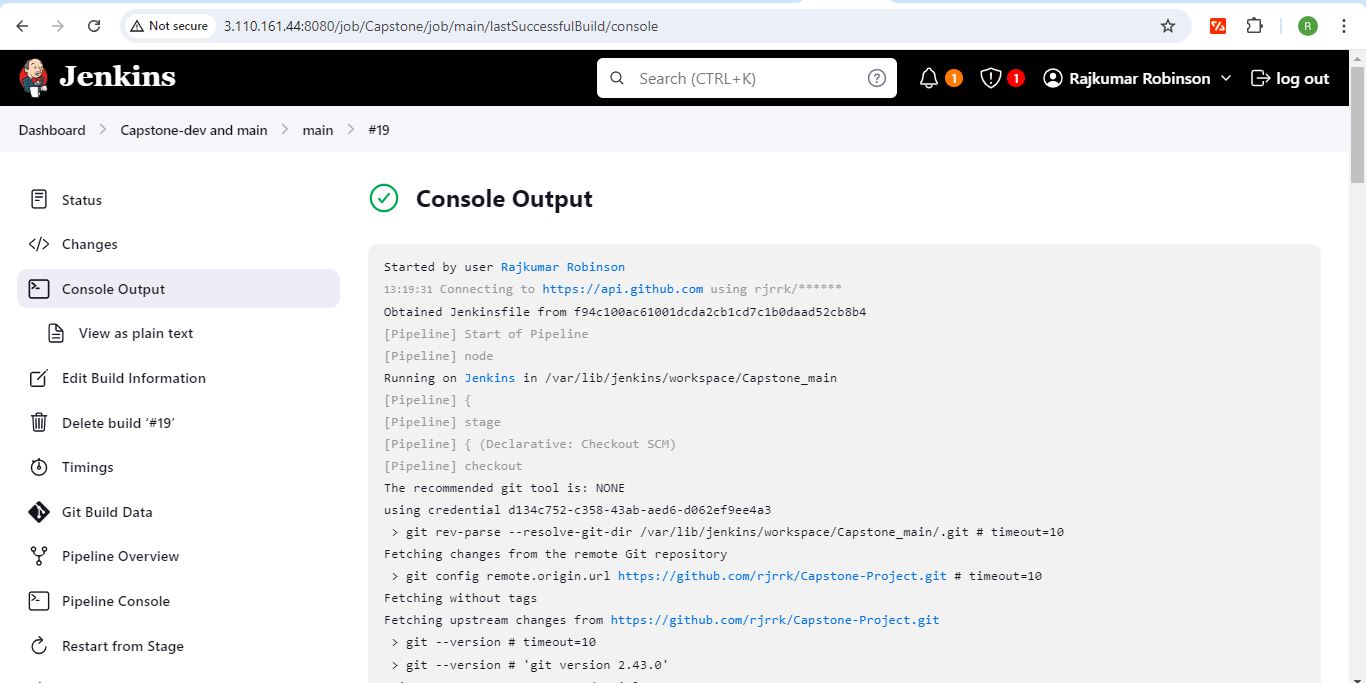 Not secure 3.110.161.44:8080/job/Capstone/job/main/lastSuccessfulBuild/console R
Jenkins Search (CTRL+K) ? 1 1 Rajkumar Robinson log out
Dashboard Capstone-dev and main main #19
Status
Changes
Console Output
View as plain text
Edit Build Information
Delete build ‘#19’
Timings
Git Build Data
Pipeline Overview
Pipeline Console
Restart from Stage
Console Output
Started by user Rajkumar Robinson
13:19:31 Connecting to https://api.github.com using rjrrk/******
Obtained Jenkinsfile from f94c100ac61001dcda2cb1cd7c1b0daad52cb8b4
[Pipeline] Start of Pipeline
[Pipeline] node
Running on Jenkins in /var/lib/jenkins/workspace/Capstone_main
[Pipeline] {
[Pipeline] stage
[Pipeline] { (Declarative: Checkout SCM)
[Pipeline] checkout
The recommended git tool is: NONE
using credential d134c752-c358-43ab-aed6-d062ef9ee4a3
> git rev-parse --resolve-git-dir /var/lib/jenkins/workspace/Capstone_main/.git # timeout=10
Fetching changes from the remote Git repository
> git config remote.origin.url https://github.com/rjrrk/Capstone-Project.git # timeout=10
Fetching without tags
Fetching upstream changes from https://github.com/rjrrk/Capstone-Project.git
> git --version # timeout=10
> git --version # 'git version 2.43.0'